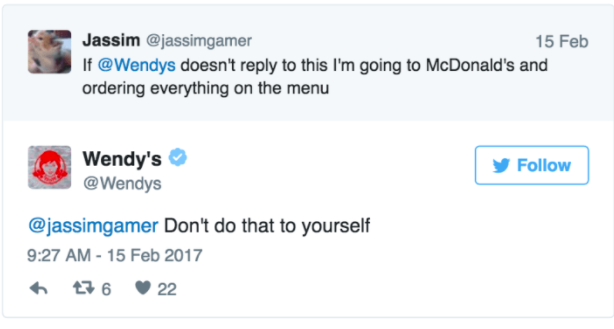 Jassim @jassimgamer 15 Feb
If @Wendys doesn't reply to this I'm going to McDonald's and
ordering everything on the menu
Wendy's
@Wendys
Follow
@jassimgamer Don't do that to yourself
9:27 AM - 15 Feb 2017
6 22